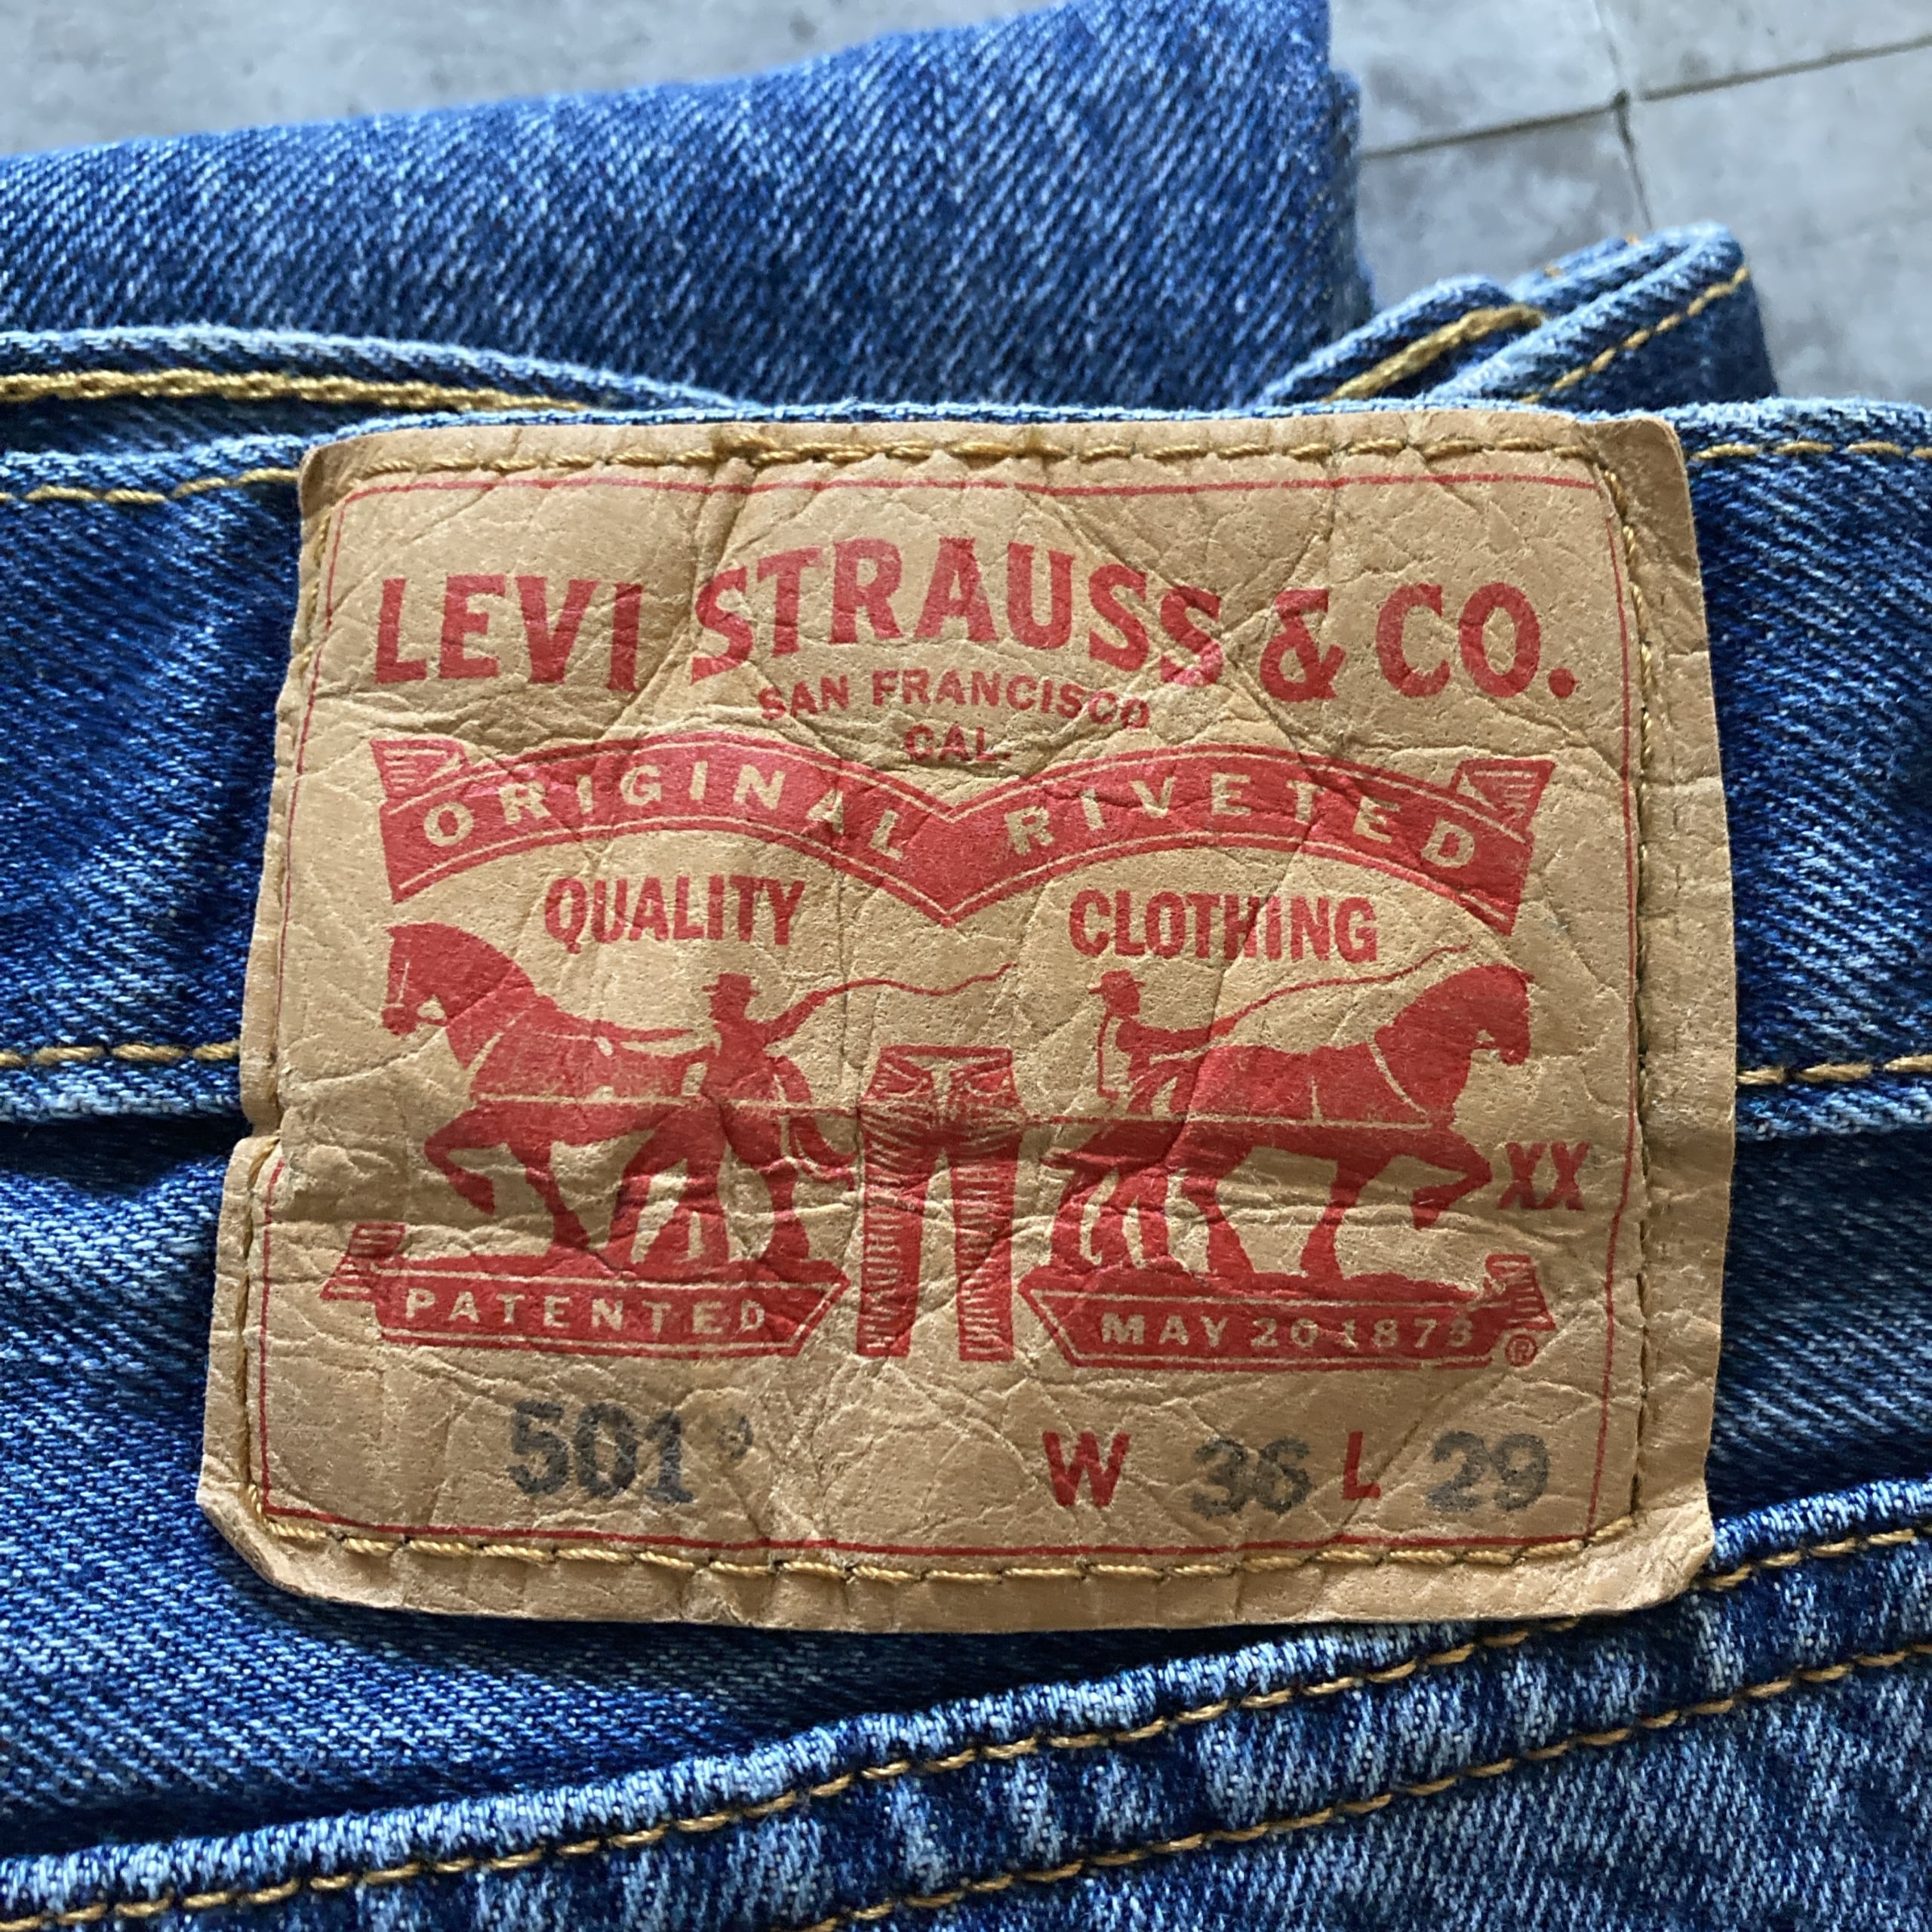 LEVI STRAUSS & CO.
SAN FRANCISCO
CAL.
ORIGINAL RIVETED
QUALITY CLOTHING
XX
PATENTED MAY 20 1873
®
501® W 36 L 29